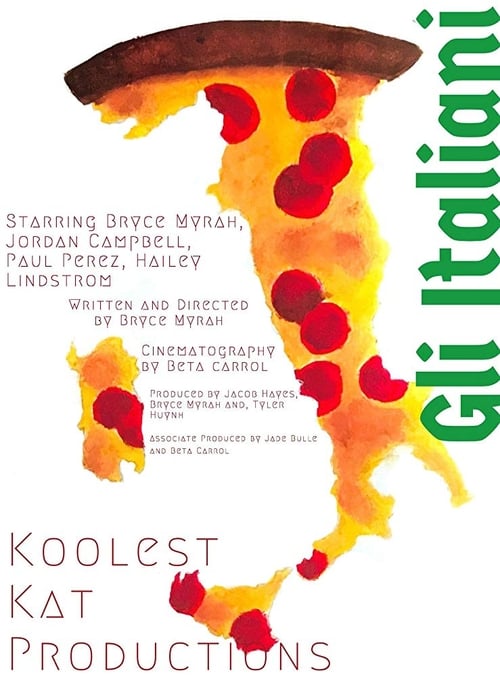 Gli Italiani
Starring Bryce Myrah,
Jordan Campbell,
Paul Perez, Hailey
Lindstrom
Written and Directed
by Bryce Myrah
Cinematography
by Beta Carrol
Produced by Jacob Hayes,
Bryce Myrah and, Tyler
Huynh
Associate Produced by Jade Bulle
and Beta Carrol
Koolest
Kat
Productions